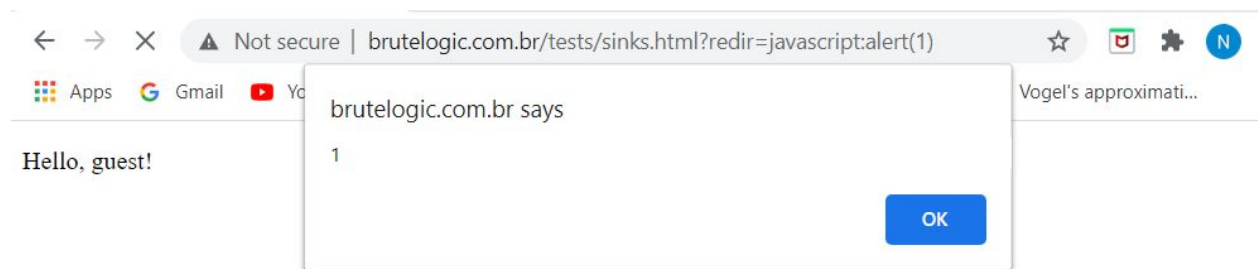 Not secure | brutelogic.com.br/tests/sinks.html?redir=javascript:alert(1)
N
Apps G Gmail Yo Vogel's approximati...
brutelogic.com.br says
1
Hello, guest!
OK